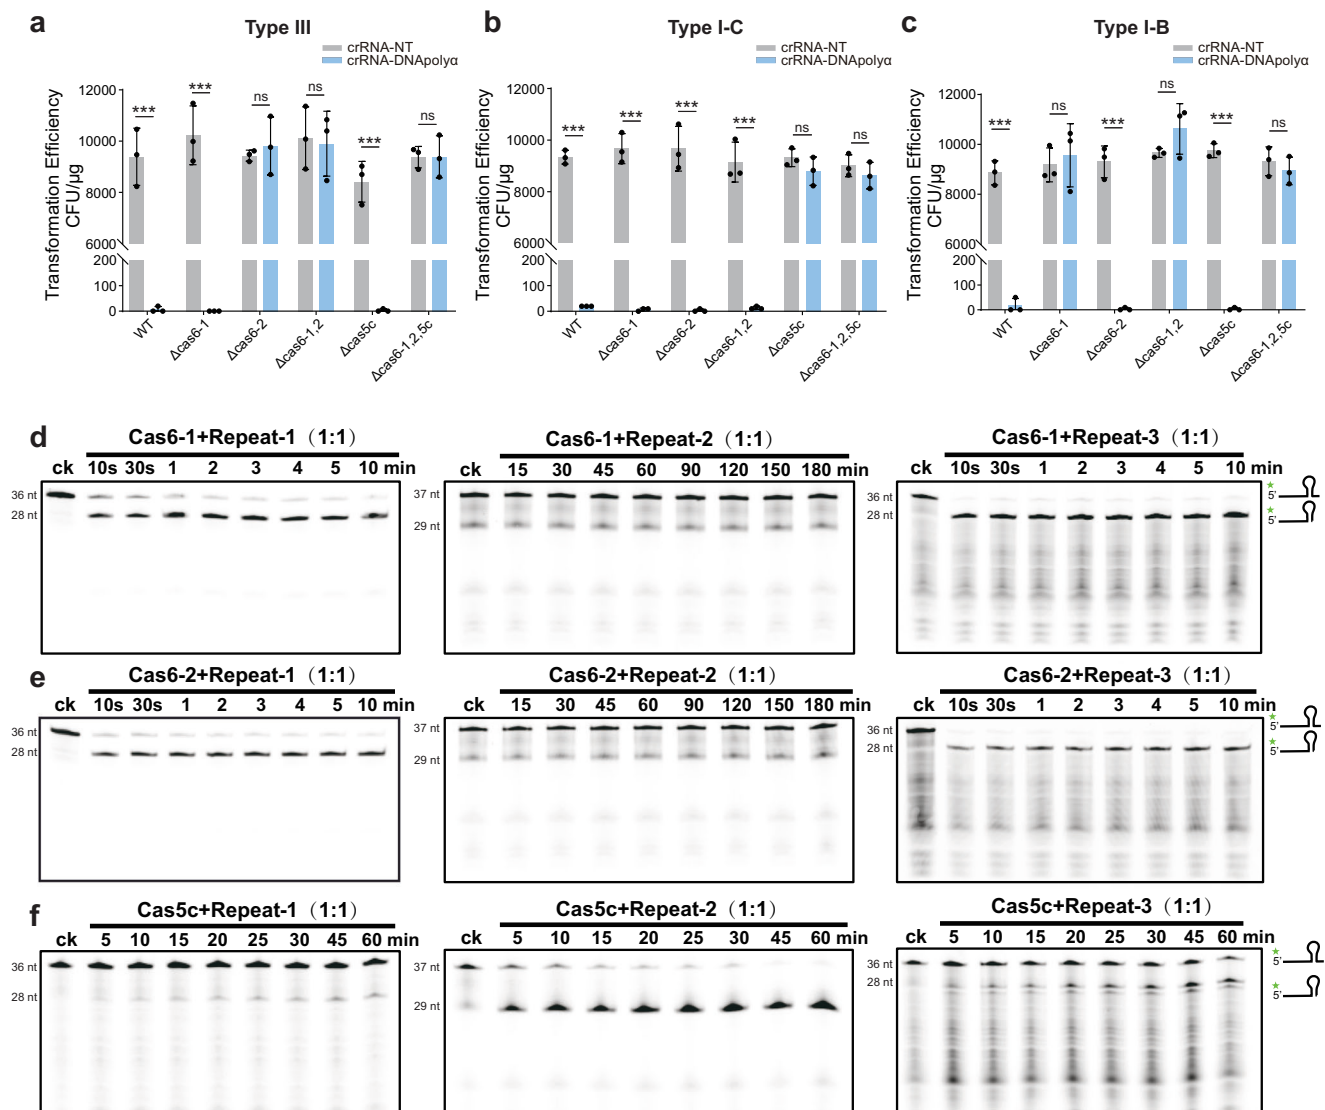 a
Type III
crRNA-NT
crRNA-DNApolyα
Transformation Efficiency
CFU/μg
12000
10000
8000
6000
200
100
0
***
***
ns
ns
***
ns
WT
Δcas6-1
Δcas6-2
Δcas6-1,2
Δcas5c
Δcas6-1,2,5c
b
Type I-C
crRNA-NT
crRNA-DNApolyα
Transformation Efficiency
CFU/μg
12000
10000
8000
6000
200
100
0
***
***
***
***
ns
ns
WT
Δcas6-1
Δcas6-2
Δcas6-1,2
Δcas5c
Δcas6-1,2,5c
c
Type I-B
crRNA-NT
crRNA-DNApolyα
Transformation Efficiency
CFU/μg
12000
10000
8000
6000
200
100
0
***
ns
***
ns
***
ns
WT
Δcas6-1
Δcas6-2
Δcas6-1,2
Δcas5c
Δcas6-1,2,5c
d
Cas6-1+Repeat-1（1:1）
ck 10s 30s 1 2 3 4 5 10 min
36 nt
28 nt
Cas6-1+Repeat-2（1:1）
ck 15 30 45 60 90 120 150 180 min
37 nt
29 nt
Cas6-1+Repeat-3（1:1）
ck 10s 30s 1 2 3 4 5 10 min
36 nt
28 nt
5'
5'
e
Cas6-2+Repeat-1（1:1）
ck 10s 30s 1 2 3 4 5 10 min
36 nt
28 nt
Cas6-2+Repeat-2（1:1）
ck 15 30 45 60 90 120 150 180 min
37 nt
29 nt
Cas6-2+Repeat-3（1:1）
ck 10s 30s 1 2 3 4 5 10 min
36 nt
28 nt
5'
5'
f
Cas5c+Repeat-1（1:1）
ck 5 10 15 20 25 30 45 60 min
36 nt
28 nt
Cas5c+Repeat-2（1:1）
ck 5 10 15 20 25 30 45 60 min
37 nt
29 nt
Cas5c+Repeat-3（1:1）
ck 5 10 15 20 25 30 45 60 min
36 nt
28 nt
5'
5'